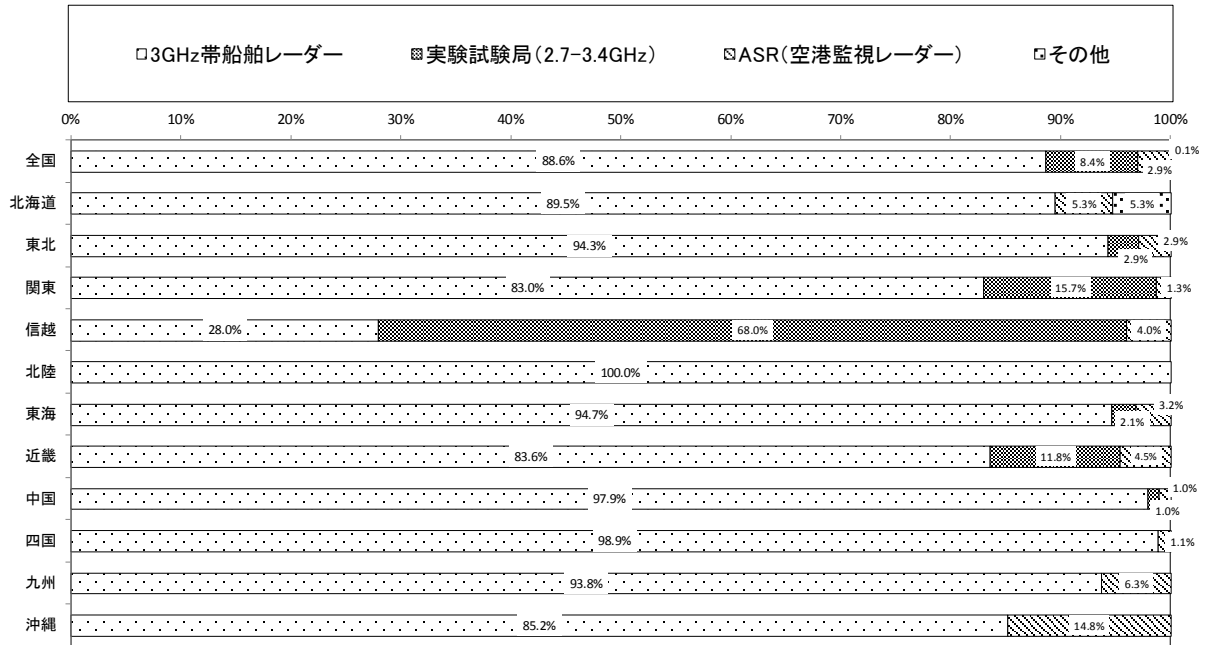 3GHz帯船舶レーダー 実験試験局(2.7-3.4GHz) ASR(空港監視レーダー) その他
0% 10% 20% 30% 40% 50% 60% 70% 80% 90% 100%
全国 88.6% 8.4% 2.9% 0.1%
北海道 89.5% 5.3% 5.3%
東北 94.3% 2.9% 2.9%
関東 83.0% 15.7% 1.3%
信越 28.0% 68.0% 4.0%
北陸 100.0%
東海 94.7% 2.1% 3.2%
近畿 83.6% 11.8% 4.5%
中国 97.9% 1.0% 1.0%
四国 98.9% 1.1%
九州 93.8% 6.3%
沖縄 85.2% 14.8%